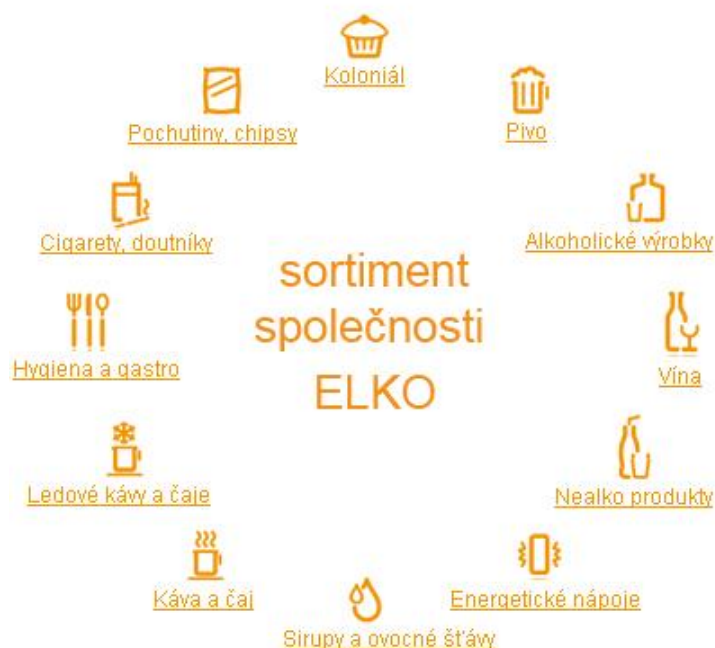 Koloniál
Pochutiny, chipsy
Pivo
Cigarety, doutníky
Alkoholické výrobky
sortiment
společnosti
ELKO
Hygiena a gastro
Vína
Ledové kávy a čaje
Nealko produkty
Káva a čaj
Energetické nápoje
Sirupy a ovocné šťávy